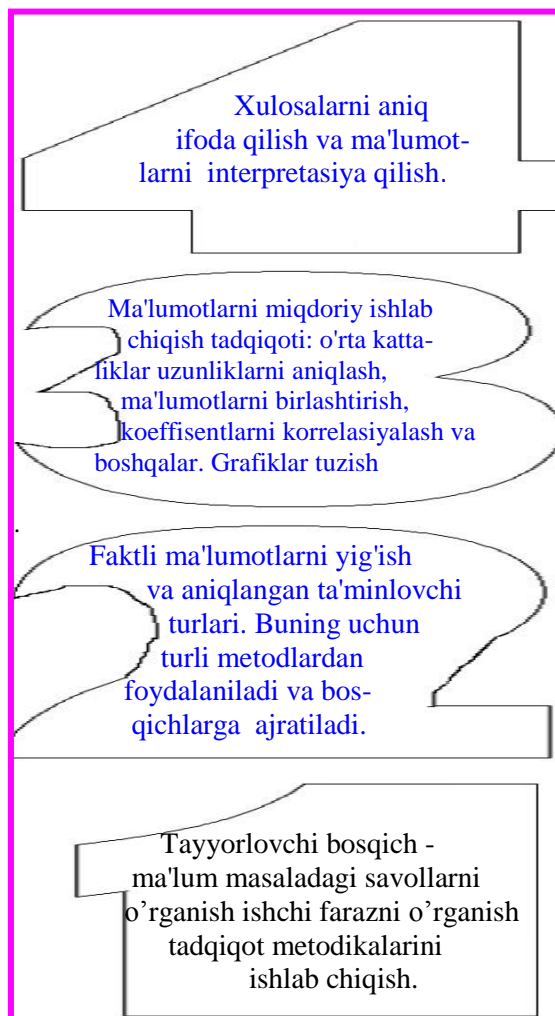 Xulosalarni aniq
ifoda qilish va ma'lumot-
larni interpretasiya qilish.
Ma'lumotlarni miqdoriy ishlab
chiqish tadqiqoti: o'rta katta-
liklar uzunliklarni aniqlash,
ma'lumotlarni birlashtirish,
koeffisentlarni korrelasiyalash va
boshqalar. Grafiklar tuzish
Faktli ma'lumotlarni yig'ish
va aniqlangan ta'minlovchi
turlari. Buning uchun
turli metodlardan
foydalaniladi va bos-
qichlarga ajratiladi.
Tayyorlovchi bosqich -
ma'lum masaladagi savollarni
o’rganish ishchi farazni o’rganish
tadqiqot metodikalarini
ishlab chiqish.